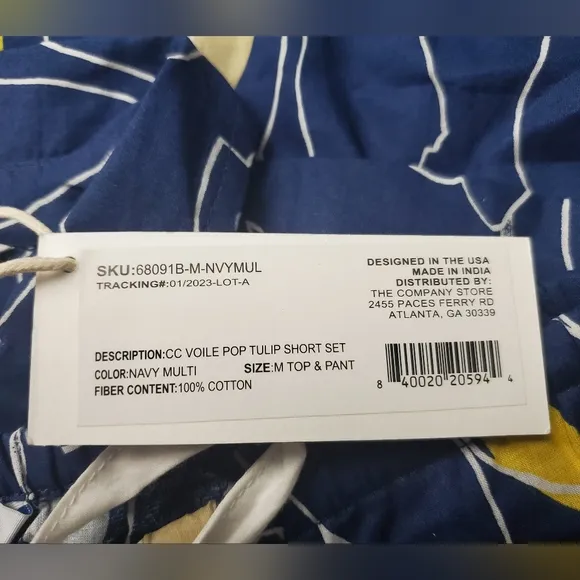 SKU:68091B-M-NVYMUL
TRACKING#:01/2023-LOT-A
DESIGNED IN THE USA
MADE IN INDIA
DISTRIBUTED BY:
THE COMPANY STORE
2455 PACES FERRY RD
ATLANTA, GA 30339
DESCRIPTION:CC VOILE POP TULIP SHORT SET
COLOR:NAVY MULTI SIZE:M TOP & PANT
FIBER CONTENT:100% COTTON
8 40020 20594 4